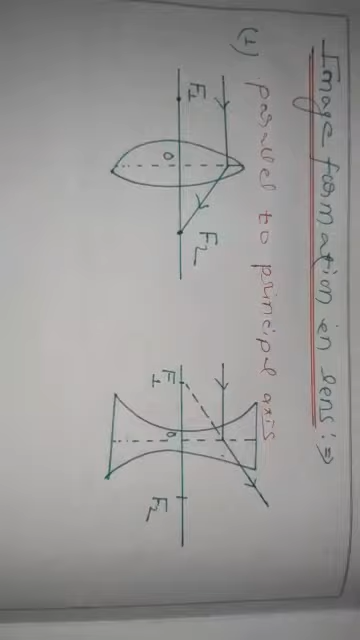 Image formation in lens :⇒
(1) parallel to principal axis
F1 O F2
F1 O F2